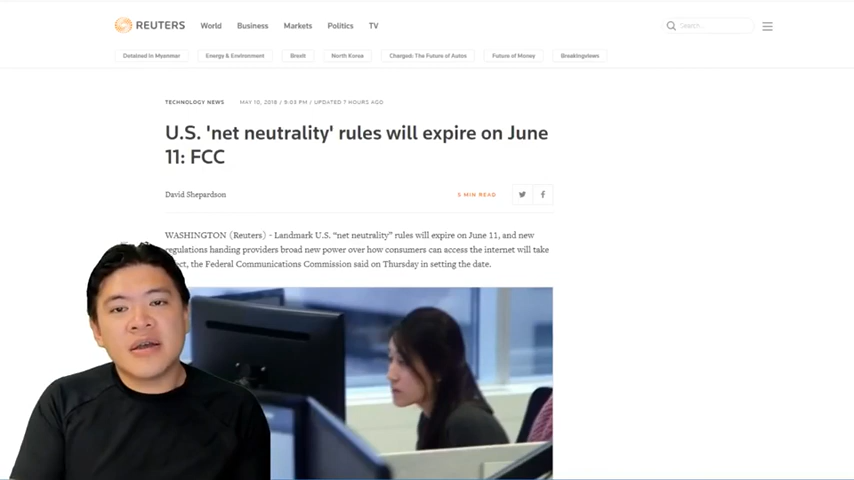 REUTERS World Business Markets Politics TV Search...
Detained in Myanmar Energy & Environment Brexit North Korea Charged: The Future of Autos Future of Money Breakingviews
TECHNOLOGY NEWS MAY 10, 2018 / 5:03 PM / UPDATED 7 HOURS AGO
U.S. 'net neutrality' rules will expire on June
11: FCC
David Shepardson 5 MIN READ
WASHINGTON (Reuters) - Landmark U.S. “net neutrality” rules will expire on June 11, and new
regulations handing providers broad new power over how consumers can access the internet will take
the Federal Communications Commission said on Thursday in setting the date.